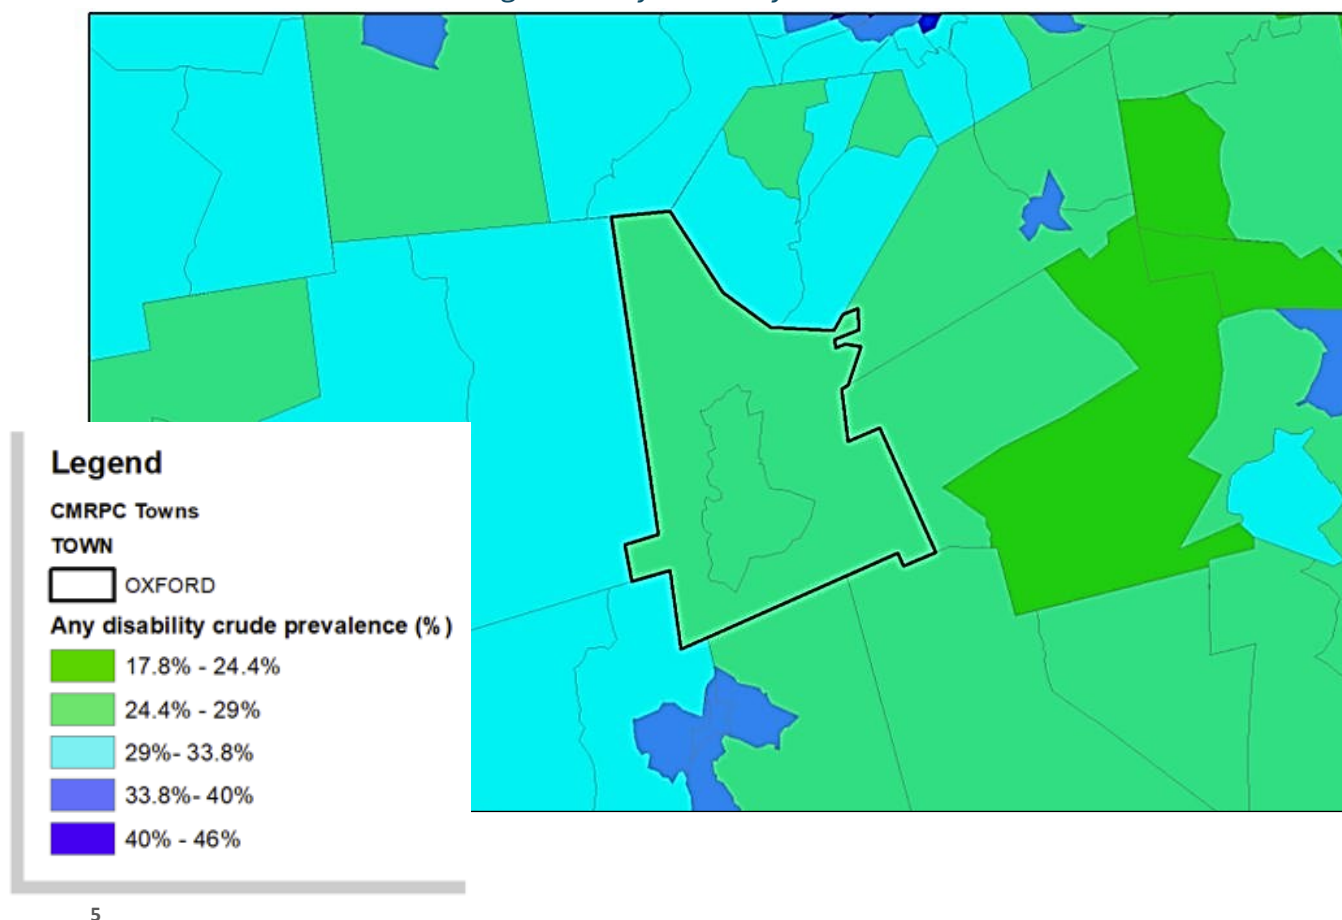 Legend
CMRPC Towns
TOWN
OXFORD
Any disability crude prevalence (%)
17.8% - 24.4%
24.4% - 29%
29%- 33.8%
33.8%- 40%
40% - 46%
5